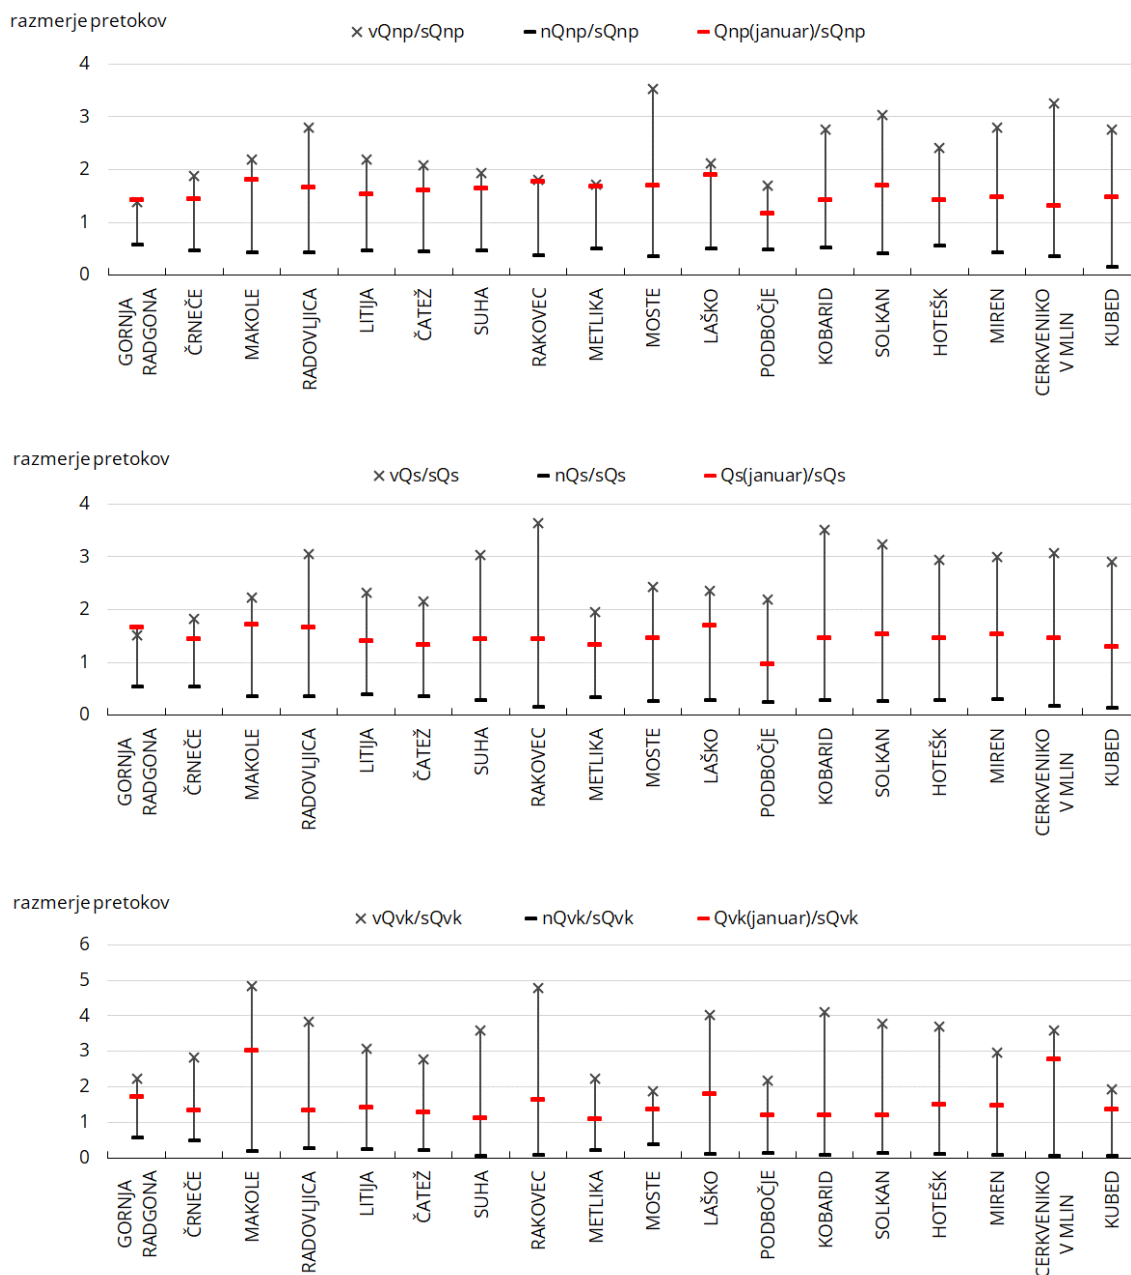 razmerje pretokov
vQnp/sQnp nQnp/sQnp Qnp(januar)/sQnp
4
3
2
1
0
GORNJA
RADGONA
ČRNEČE
MAKOLE
RADOVLJICA
LITIJA
ČATEŽ
SUHA
RAKOVEC
METLIKA
MOSTE
LAŠKO
PODBOČJE
KOBARID
SOLKAN
HOTEŠK
MIREN
CERKVENIKO
V MLIN
KUBED
razmerje pretokov
vQs/sQs nQs/sQs Qs(januar)/sQs
4
3
2
1
0
GORNJA
RADGONA
ČRNEČE
MAKOLE
RADOVLJICA
LITIJA
ČATEŽ
SUHA
RAKOVEC
METLIKA
MOSTE
LAŠKO
PODBOČJE
KOBARID
SOLKAN
HOTEŠK
MIREN
CERKVENIKO
V MLIN
KUBED
razmerje pretokov
vQvk/sQvk nQvk/sQvk Qvk(januar)/sQvk
6
5
4
3
2
1
0
GORNJA
RADGONA
ČRNEČE
MAKOLE
RADOVLJICA
LITIJA
ČATEŽ
SUHA
RAKOVEC
METLIKA
MOSTE
LAŠKO
PODBOČJE
KOBARID
SOLKAN
HOTEŠK
MIREN
CERKVENIKO
V MLIN
KUBED